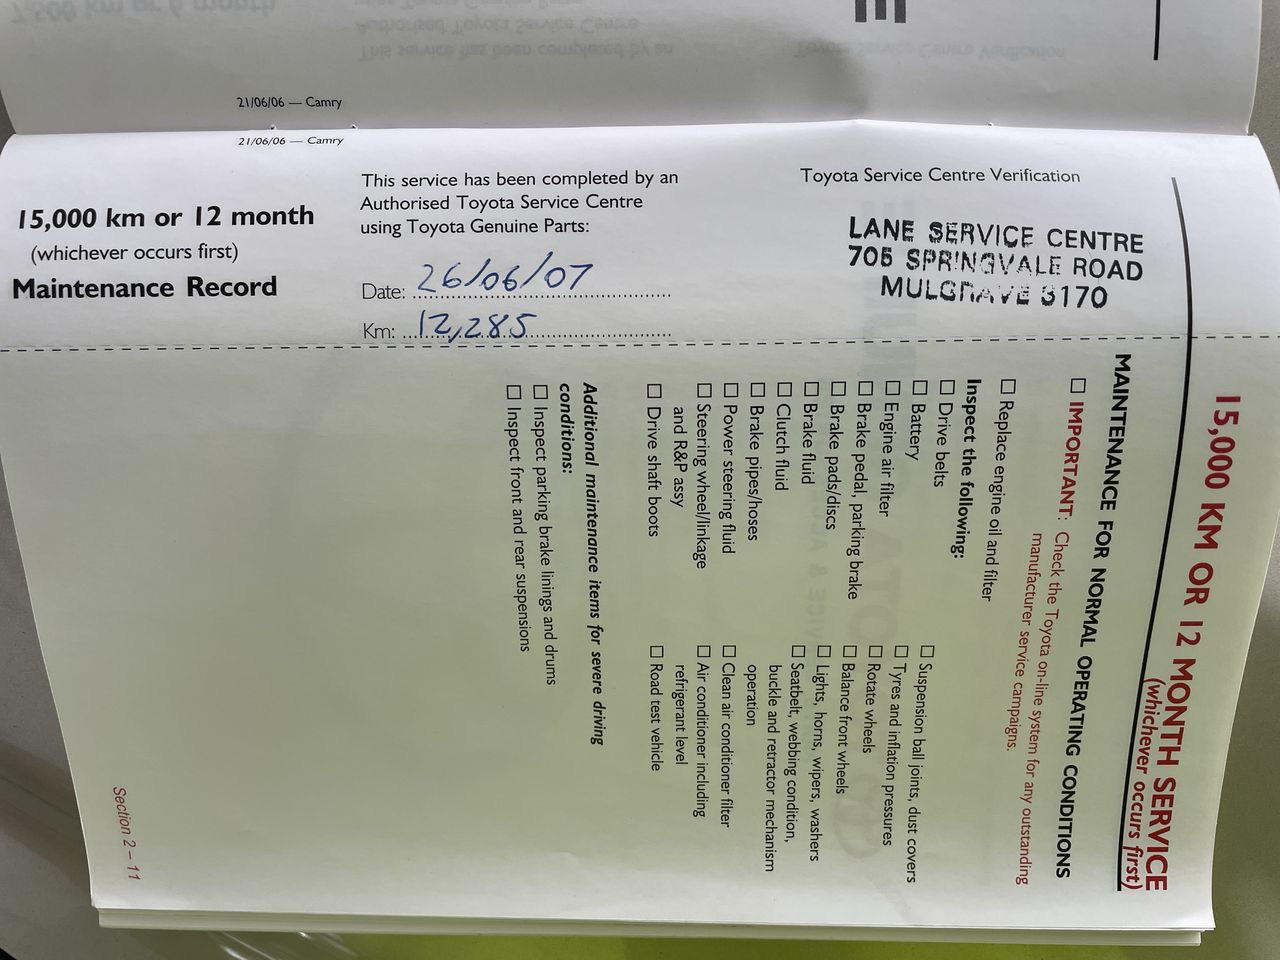 21/06/06 — Camry
21/06/06 — Camry
15,000 km or 12 month
(whichever occurs first)
Maintenance Record
This service has been completed by an
Authorised Toyota Service Centre
using Toyota Genuine Parts:
Date: 26/06/07
Km: 12,285
Toyota Service Centre Verification
LANE SERVICE CENTRE
705 SPRINGVALE ROAD
MULGRAVE 3170
15,000 KM OR 12 MONTH SERVICE
(whichever occurs first)
MAINTENANCE FOR NORMAL OPERATING CONDITIONS
☐ IMPORTANT: Check the Toyota on-line system for any outstanding
manufacturer service campaigns.
☐ Replace engine oil and filter
Inspect the following:
☐ Drive belts
☐ Battery
☐ Engine air filter
☐ Brake pedal, parking brake
☐ Brake pads/discs
☐ Brake fluid
☐ Clutch fluid
☐ Brake pipes/hoses
☐ Power steering fluid
☐ Steering wheel/linkage
and R&P assy
☐ Drive shaft boots
☐ Suspension ball joints, dust covers
☐ Tyres and inflation pressures
☐ Rotate wheels
☐ Balance front wheels
☐ Lights, horns, wipers, washers
☐ Seatbelt, webbing condition,
buckle and retractor mechanism
operation
☐ Clean air conditioner filter
☐ Air conditioner including
refrigerant level
☐ Road test vehicle
Additional maintenance items for severe driving
conditions:
☐ Inspect parking brake linings and drums
☐ Inspect front and rear suspensions
Section 2 – 11